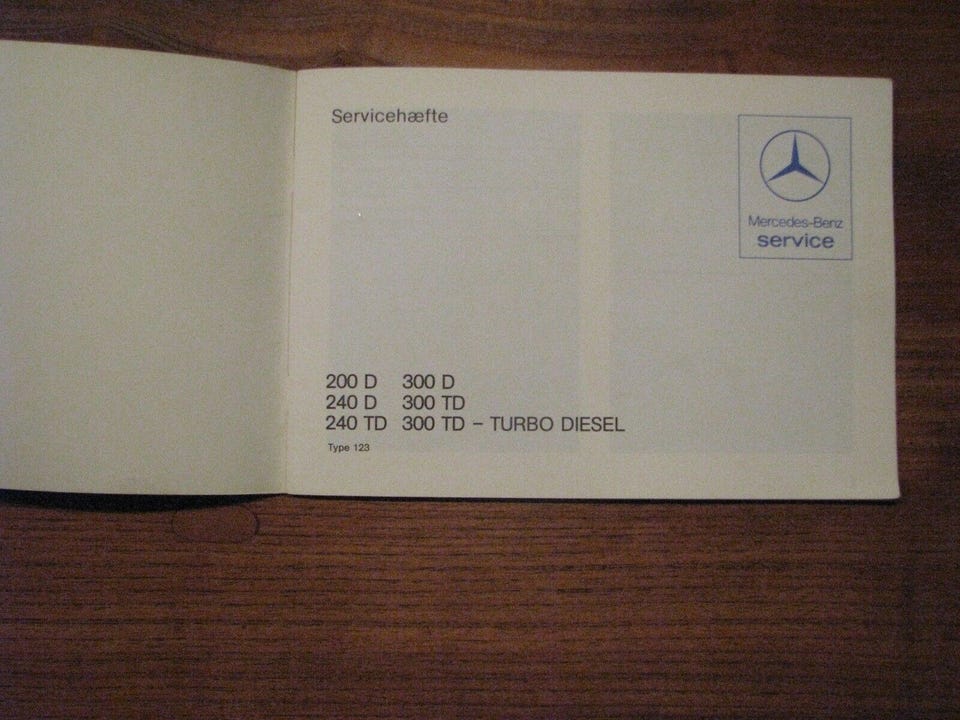 Servicehæfte
Mercedes-Benz
service
200 D 300 D
240 D 300 TD
240 TD 300 TD – TURBO DIESEL
Type 123